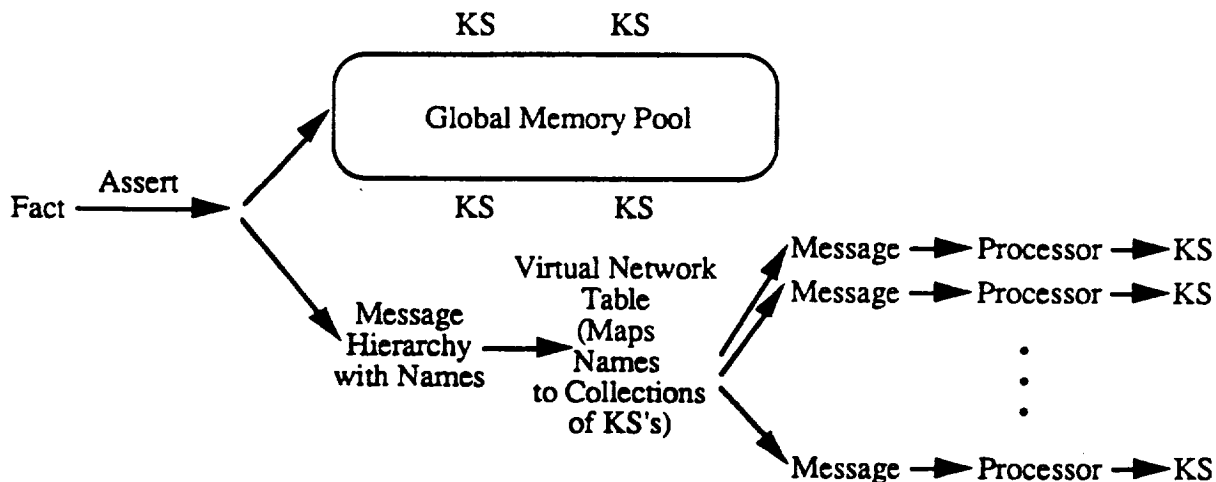 KS KS
Global Memory Pool
Assert
Fact
KS KS
Message Processor KS
Virtual Network
Message Processor KS
Table
Message
(Maps
Hierarchy
Names
with Names
to Collections
of KS's)
Message Processor KS